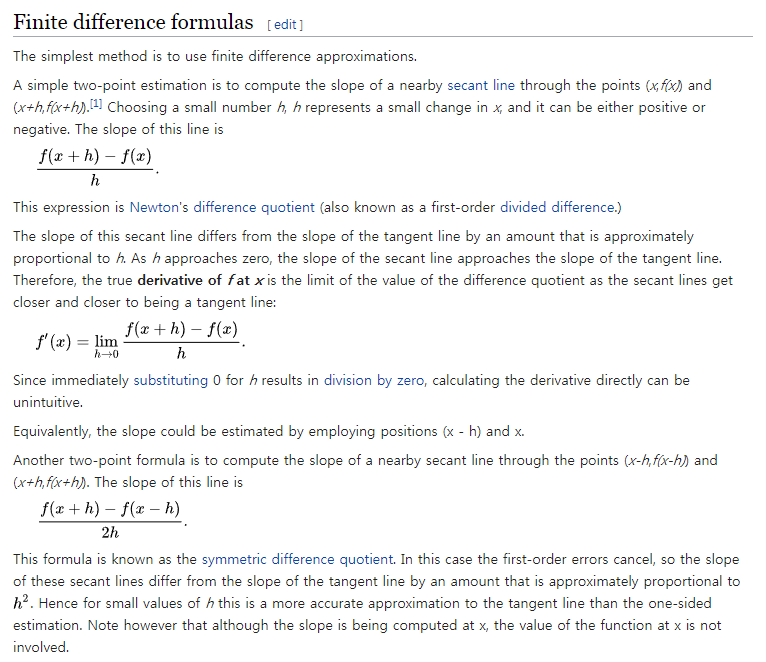 Finite difference formulas [edit]
The simplest method is to use finite difference approximations.
A simple two-point estimation is to compute the slope of a nearby secant line through the points (x,f(x)) and
(x+h,f(x+h)).[1] Choosing a small number h, h represents a small change in x, and it can be either positive or
negative. The slope of this line is
f(x + h) − f(x)
h
.
This expression is Newton's difference quotient (also known as a first-order divided difference.)
The slope of this secant line differs from the slope of the tangent line by an amount that is approximately
proportional to h. As h approaches zero, the slope of the secant line approaches the slope of the tangent line.
Therefore, the true derivative of f at x is the limit of the value of the difference quotient as the secant lines get
closer and closer to being a tangent line:
f′(x) = lim h→0 f(x + h) − f(x)
h
.
Since immediately substituting 0 for h results in division by zero, calculating the derivative directly can be
unintuitive.
Equivalently, the slope could be estimated by employing positions (x - h) and x.
Another two-point formula is to compute the slope of a nearby secant line through the points (x-h,f(x-h)) and
(x+h,f(x+h)). The slope of this line is
f(x + h) − f(x − h)
2h
.
This formula is known as the symmetric difference quotient. In this case the first-order errors cancel, so the slope
of these secant lines differ from the slope of the tangent line by an amount that is approximately proportional to
h². Hence for small values of h this is a more accurate approximation to the tangent line than the one-sided
estimation. Note however that although the slope is being computed at x, the value of the function at x is not
involved.